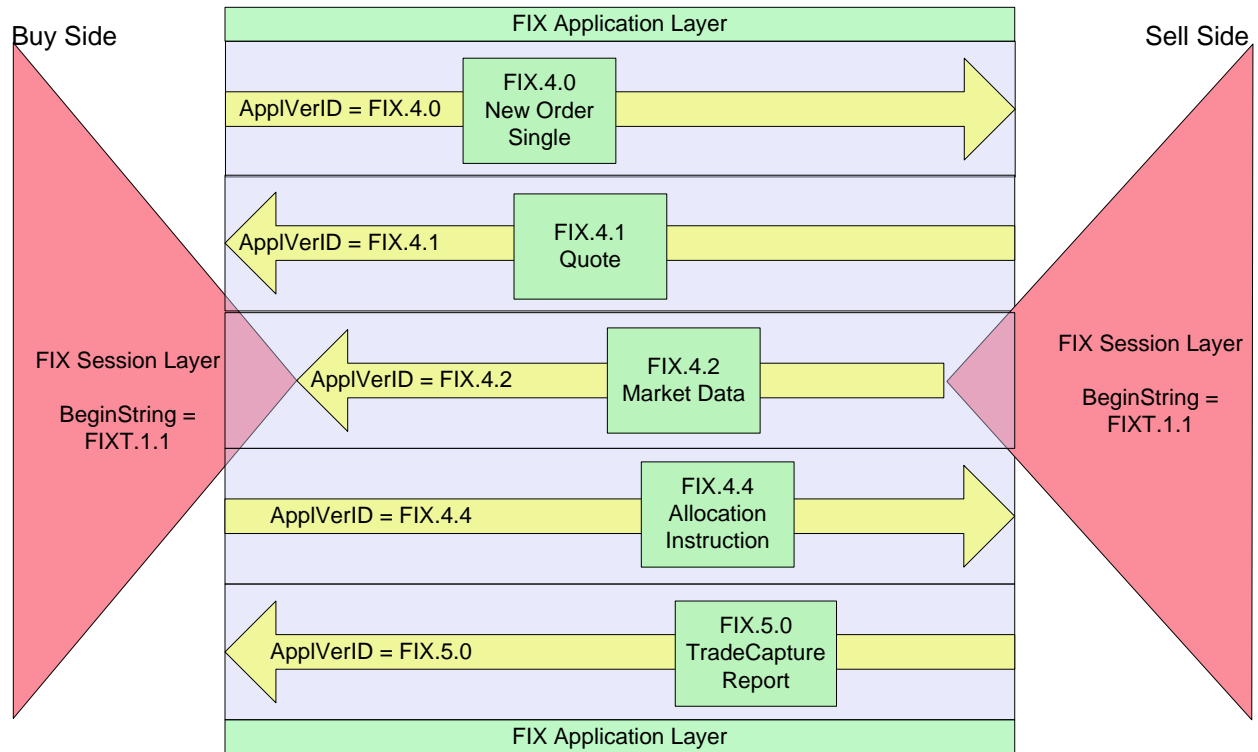 FIX Application Layer
Buy Side
Sell Side
FIX.4.0
New Order
Single
ApplVerID = FIX.4.0
FIX.4.1
Quote
ApplVerID = FIX.4.1
FIX Session Layer
BeginString =
FIXT.1.1
FIX.4.2
Market Data
ApplVerID = FIX.4.2
FIX Session Layer
BeginString =
FIXT.1.1
FIX.4.4
Allocation
Instruction
ApplVerID = FIX.4.4
FIX.5.0
TradeCapture
Report
ApplVerID = FIX.5.0
FIX Application Layer